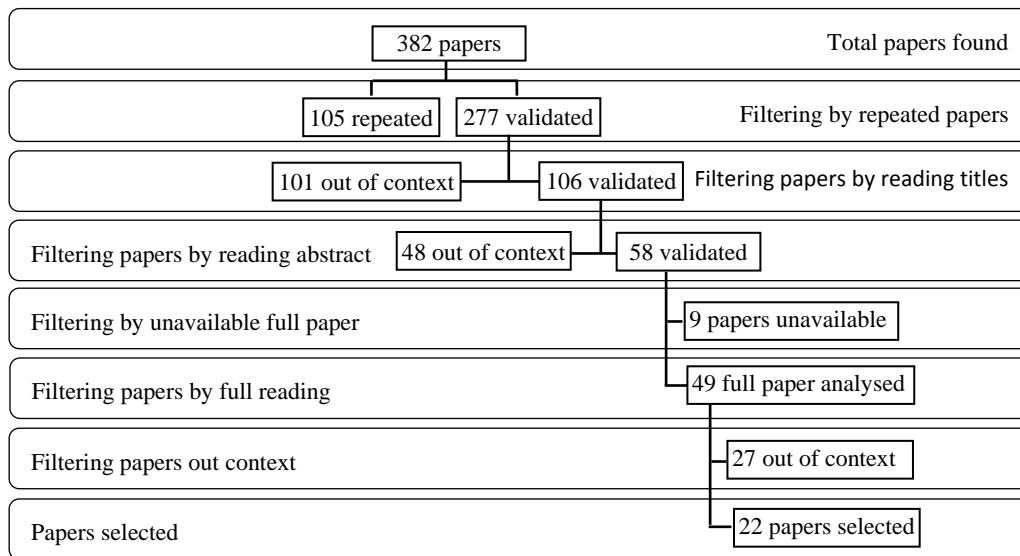 382 papers
Total papers found
105 repeated
277 validated
Filtering by repeated papers
101 out of context
106 validated
Filtering papers by reading titles
Filtering papers by reading abstract
48 out of context
58 validated
Filtering by unavailable full paper
9 papers unavailable
Filtering papers by full reading
49 full paper analysed
Filtering papers out context
27 out of context
Papers selected
22 papers selected